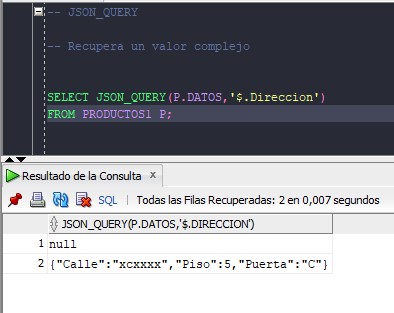 -- JSON_QUERY
-- Recupera un valor complejo
SELECT JSON_QUERY(P.DATOS,'$.Direccion')
FROM PRODUCTOS1 P;
Resultado de la Consulta x
SQL | Todas las Filas Recuperadas: 2 en 0,007 segundos
JSON_QUERY(P.DATOS,'$.DIRECCION')
1 null
2 {"Calle":"xcxxxx","Piso":5,"Puerta":"C"}